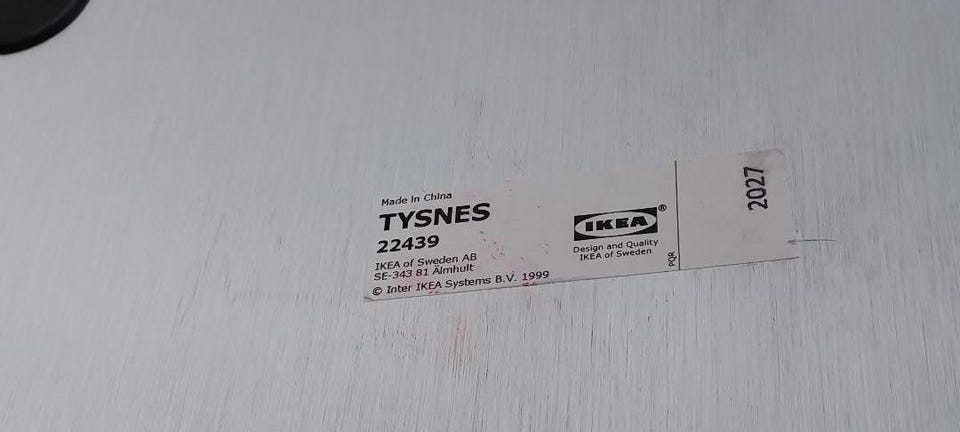 Made in China
TYSNES
22439
IKEA of Sweden AB
SE-343 81 Älmhult
© Inter IKEA Systems B.V. 1999
IKEA®
Design and Quality
IKEA of Sweden
PQR
2027